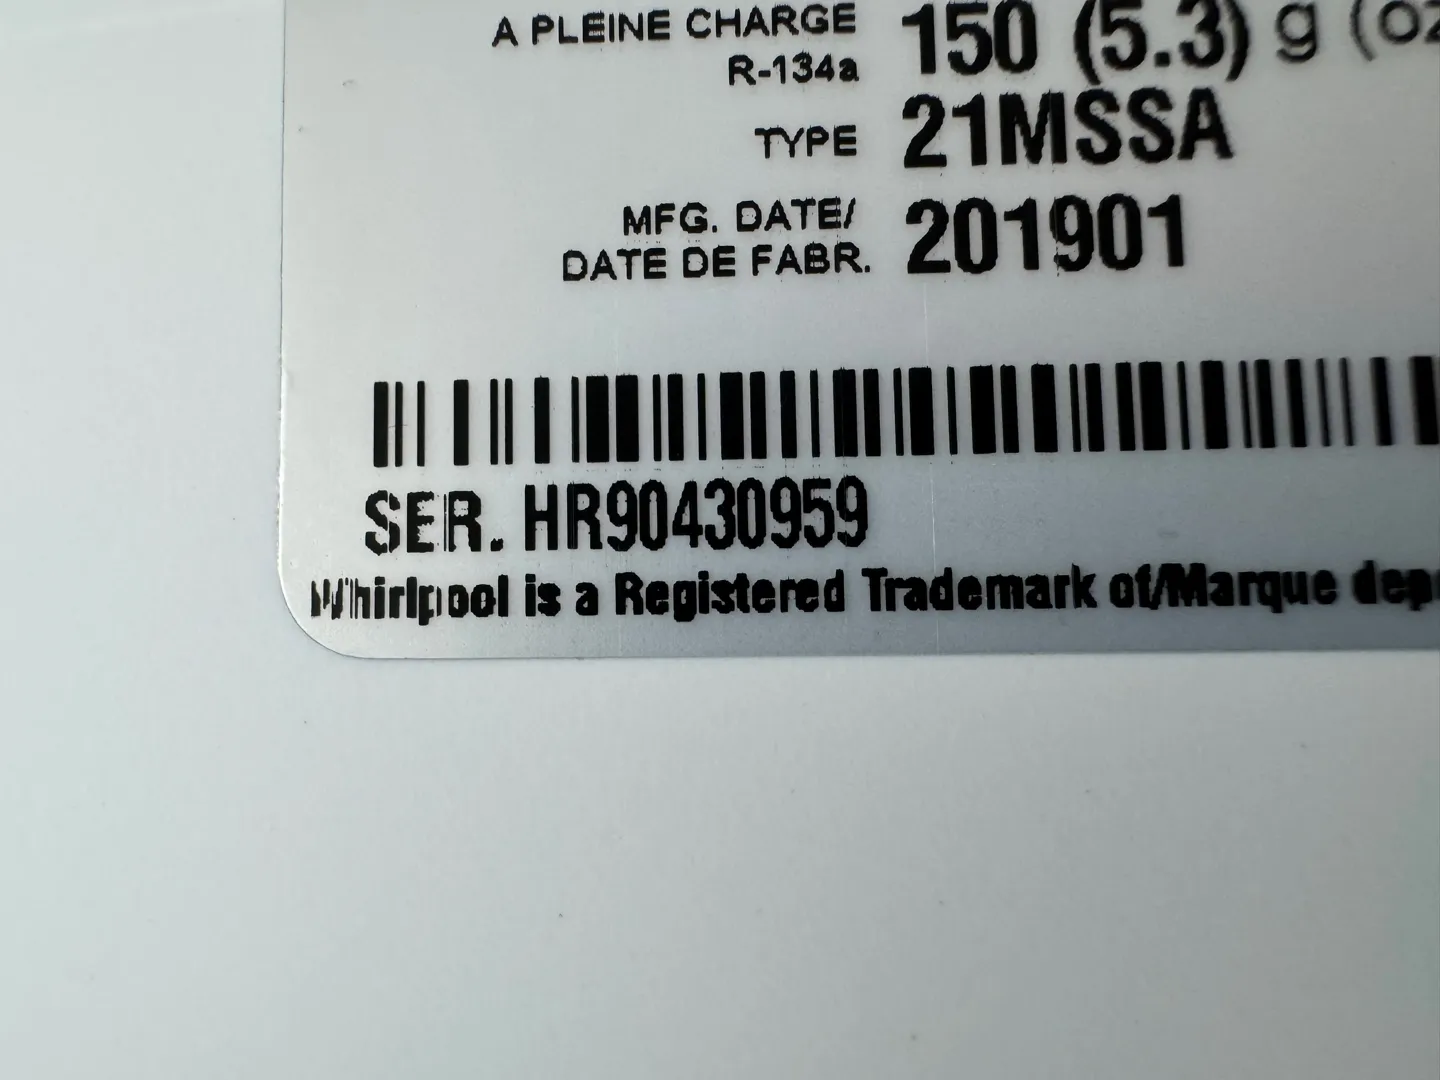 A PLEINE CHARGE
R-134a 150 (5.3) g (oz
TYPE 21MSSA
MFG. DATE/
DATE DE FABR. 201901
SER. HR90430959
Whirlpool is a Registered Trademark of/Marque